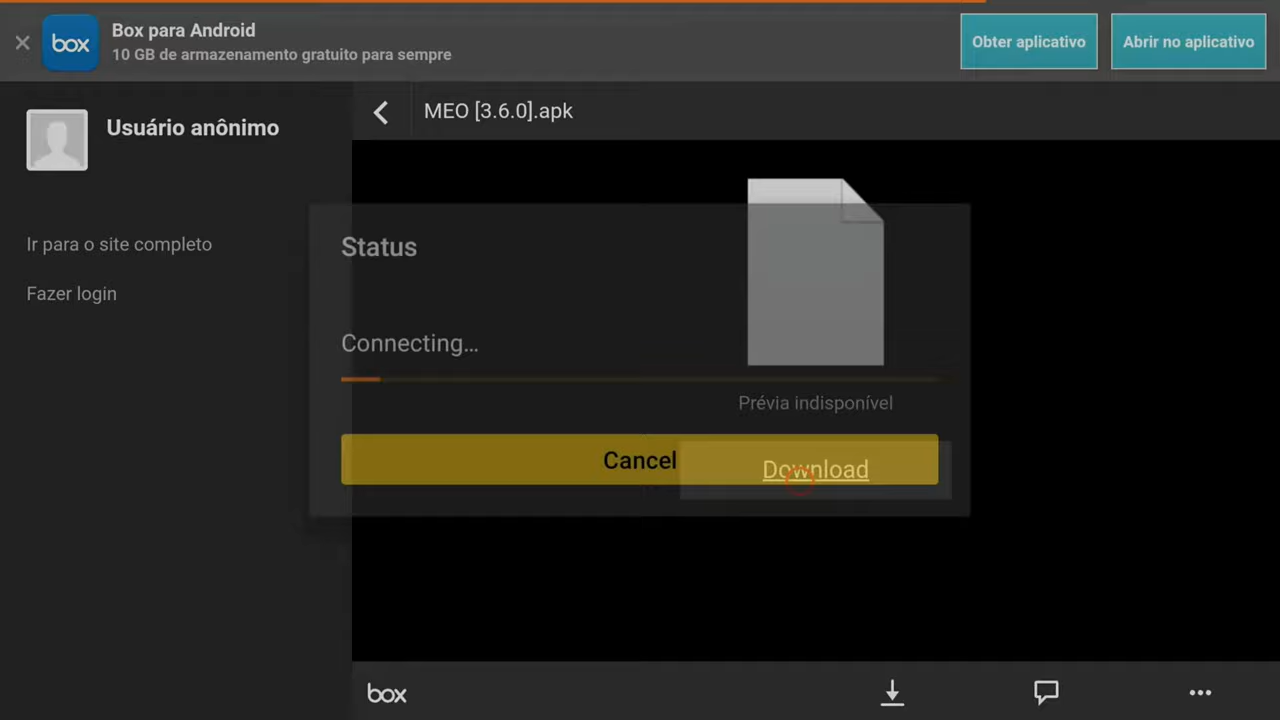 box
Box para Android
10 GB de armazenamento gratuito para sempre
Obter aplicativo
Abrir no aplicativo
Usuário anônimo
MEO [3.6.0].apk
Ir para o site completo
Fazer login
Status
Connecting...
Prévia indisponível
Cancel
Download
box